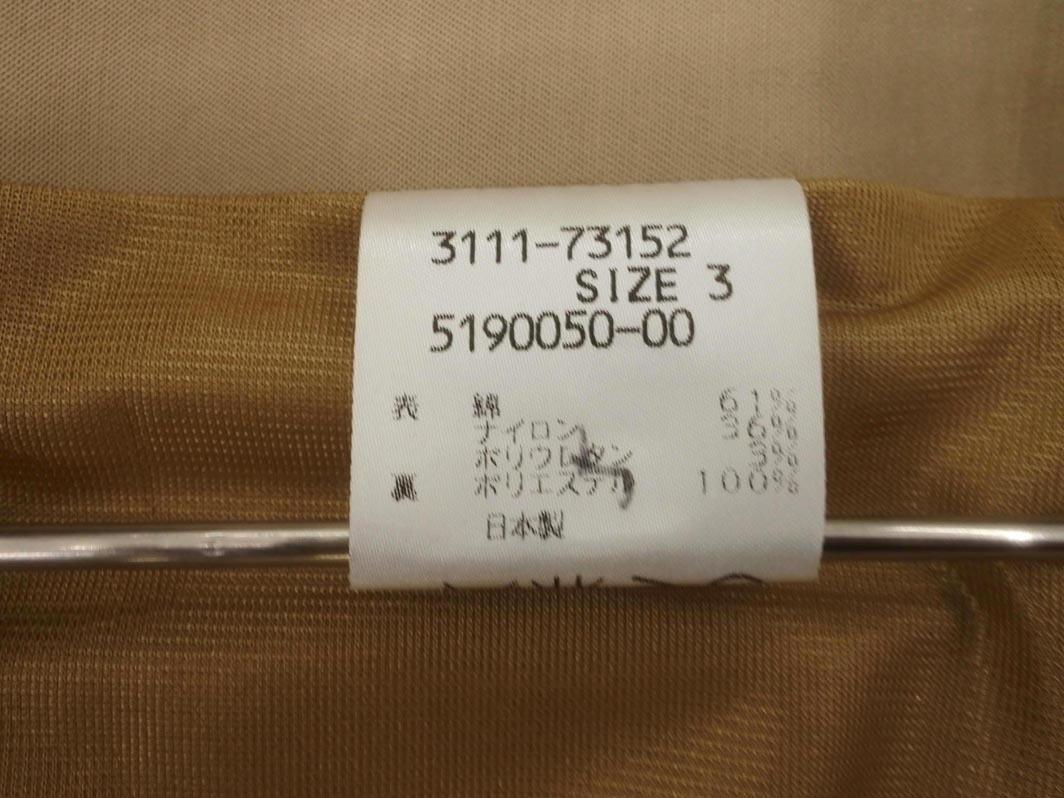 3111-73152
SIZE 3
5190050-00
表 綿 61%
ナイロン 36%
ポリウレタン 3%
裏 ポリエステル 100%
日本製